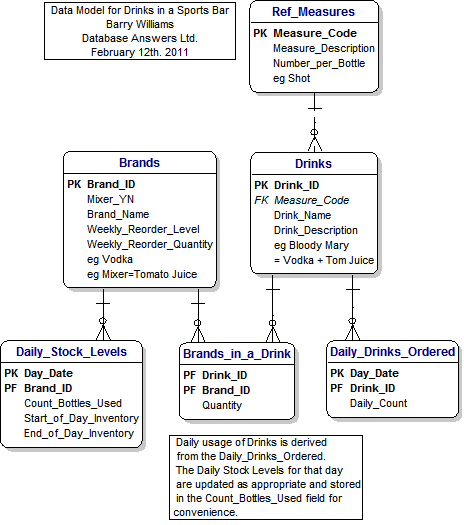 Data Model for Drinks in a Sports Bar
Barry Williams
Database Answers Ltd.
February 12th. 2011
Ref_Measures
PK Measure_Code
Measure_Description
Number_per_Bottle
eg Shot
Brands
PK Brand_ID
Mixer_YN
Brand_Name
Weekly_Reorder_Level
Weekly_Reorder_Quantity
eg Vodka
eg Mixer=Tomato Juice
Drinks
PK Drink_ID
FK Measure_Code
Drink_Name
Drink_Description
eg Bloody Mary
= Vodka + Tom Juice
Daily_Stock_Levels
PK Day_Date
PF Brand_ID
Count_Bottles_Used
Start_of_Day_Inventory
End_of_Day_Inventory
Brands_in_a_Drink
PF Drink_ID
PF Brand_ID
Quantity
Daily_Drinks_Ordered
PK Day_Date
PF Drink_ID
Daily_Count
Daily usage of Drinks is derived
from the Daily_Drinks_Ordered.
The Daily Stock Levels for that day
are updated as appropriate and stored
in the Count_Bottles_Used field for
convenience.